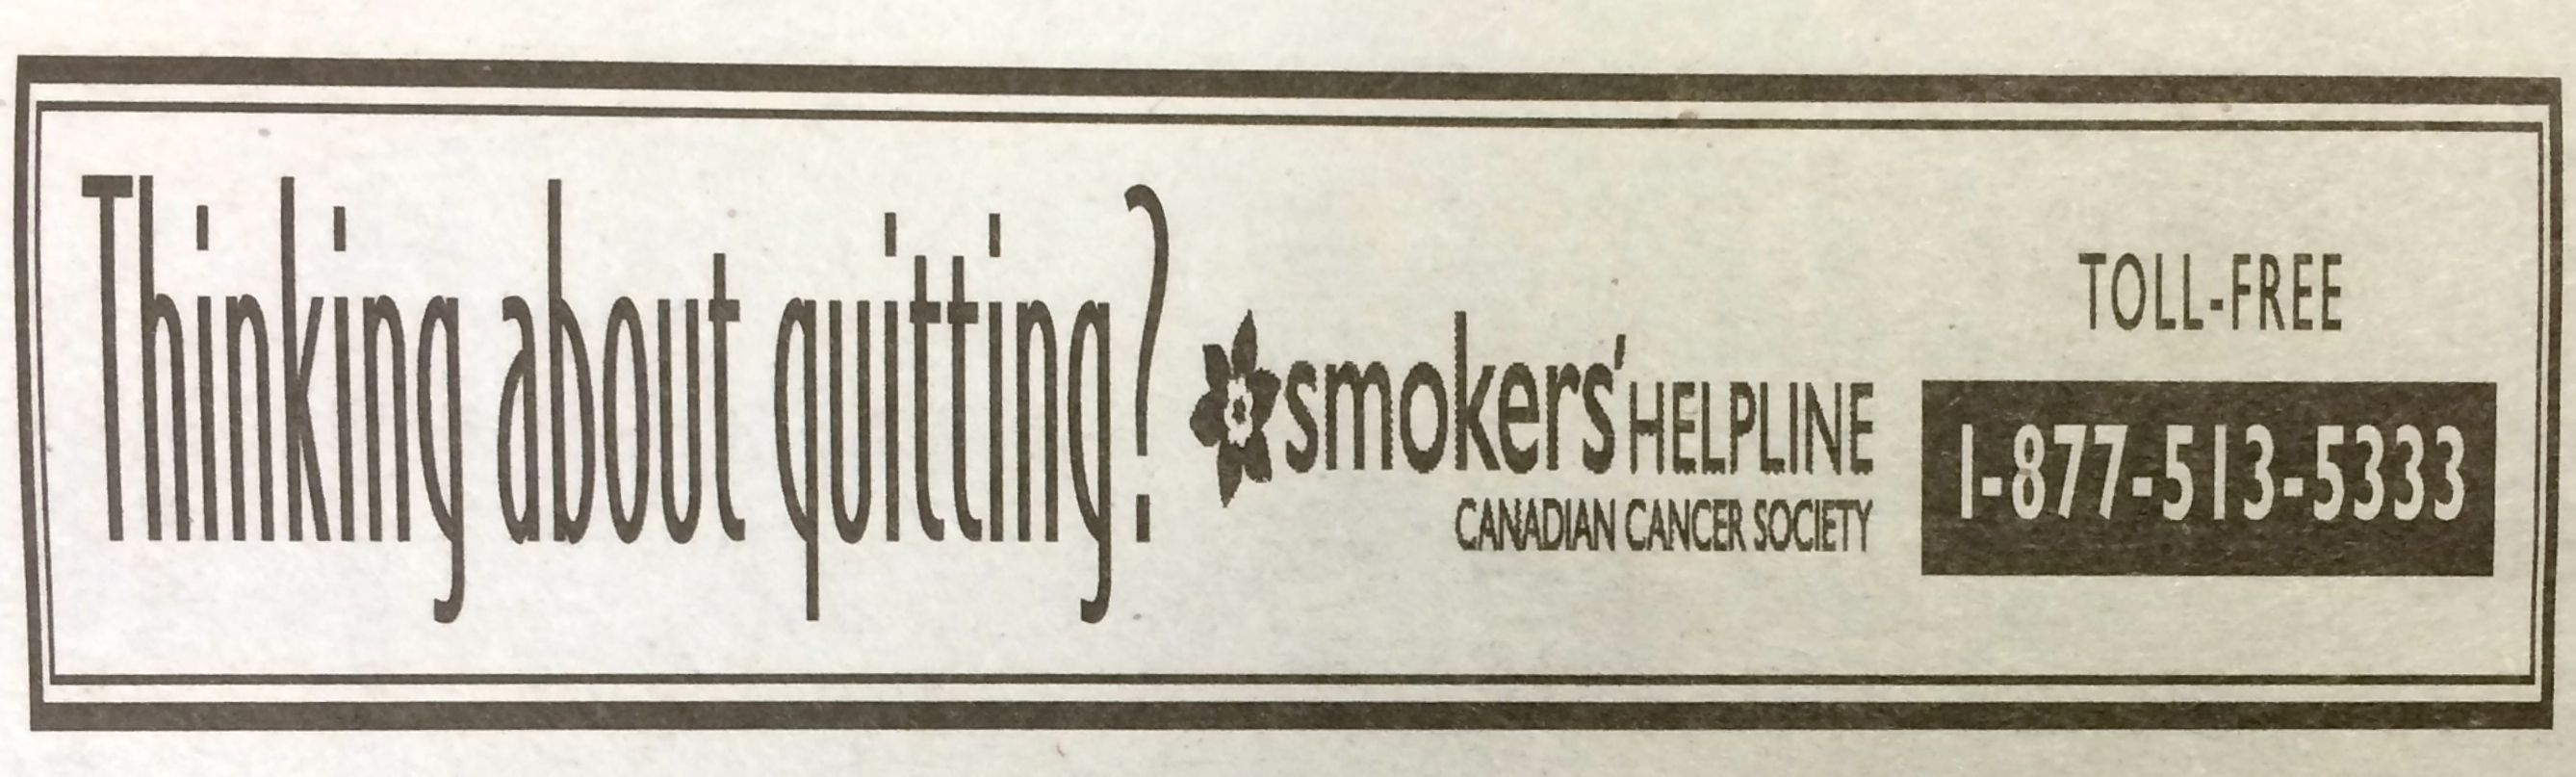 Thinking about quitting?
smokers' HELPLINE
CANADIAN CANCER SOCIETY
TOLL-FREE
1-877-513-5333